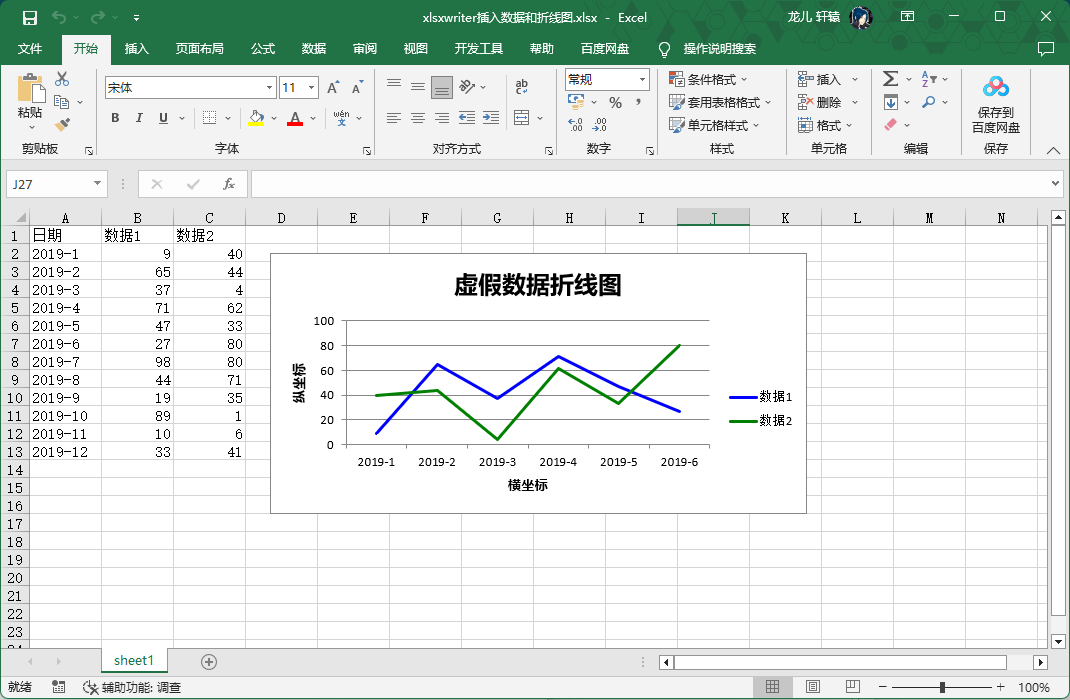 xlsxwriter插入数据和折线图.xlsx - Excel
龙儿 轩辕
文件 开始 插入 页面布局 公式 数据 审阅 视图 开发工具 帮助 百度网盘 操作说明搜索
粘贴
剪贴板
宋体 11 A A
B I U A wén 文
字体
ab c
对齐方式
常规
% ,
.00 .0
数字
条件格式
套用表格格式
单元格样式
样式
插入
删除
格式
单元格
Σ A Z
编辑
保存到
百度网盘
保存
J27 fx
A B C D E F G H I J K L M N
1 日期 数据1 数据2
2 2019-1 9 40
3 2019-2 65 44
4 2019-3 37 4
5 2019-4 71 62
6 2019-5 47 33
7 2019-6 27 80
8 2019-7 98 80
9 2019-8 44 71
10 2019-9 19 35
11 2019-10 89 1
12 2019-11 10 6
13 2019-12 33 41
14
15
16
17
18
19
20
21
22
23
虚假数据折线图
纵坐标
100
80
60
40
20
0
2019-1 2019-2 2019-3 2019-4 2019-5 2019-6
横坐标
数据1
数据2
sheet1
就绪 辅助功能: 调查 100%